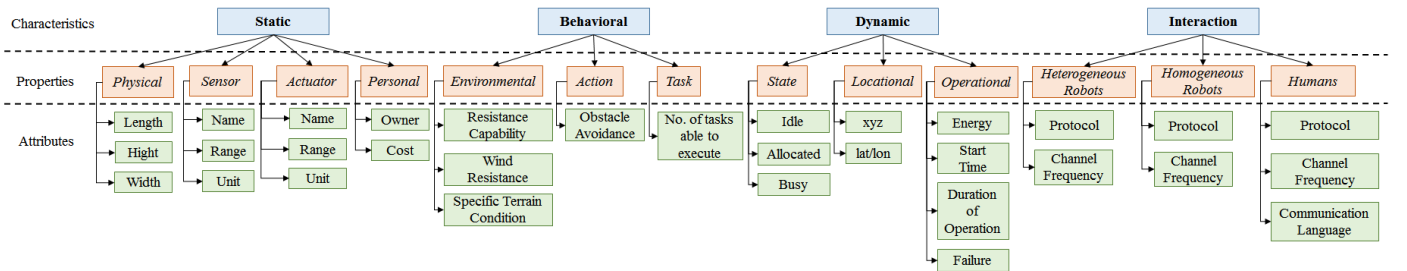 Characteristics
Static
Behavioral
Dynamic
Interaction
Properties
Physical
Sensor
Actuator
Personal
Environmental
Action
Task
State
Locational
Operational
Heterogeneous
Robots
Homogeneous
Robots
Humans
Attributes
Length
Hight
Width
Name
Range
Unit
Name
Range
Unit
Owner
Cost
Resistance
Capability
Wind
Resistance
Specific Terrain
Condition
Obstacle
Avoidance
No. of tasks
able to
execute
Idle
Allocated
Busy
xyz
lat/lon
Energy
Start
Time
Duration
of
Operation
Failure
Protocol
Channel
Frequency
Protocol
Channel
Frequency
Protocol
Channel
Frequency
Communication
Language